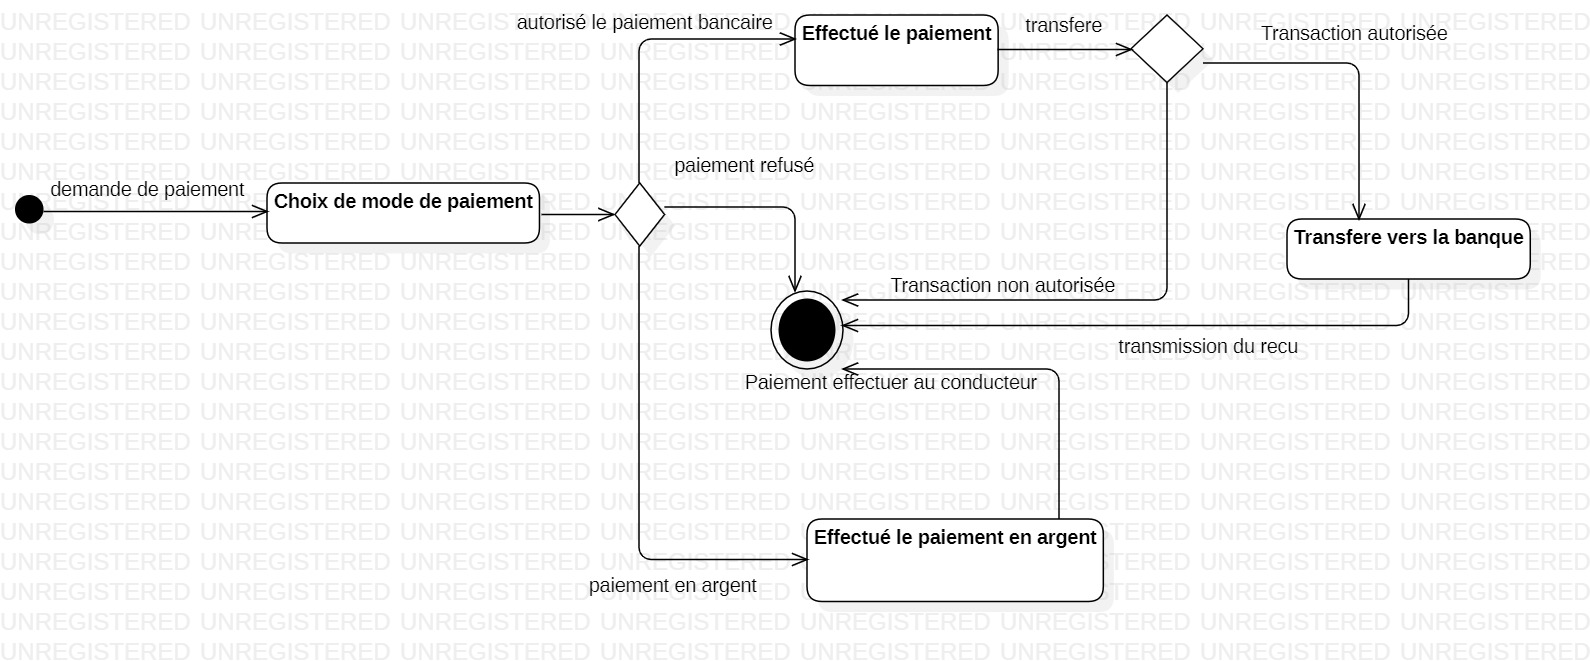 autorisé le paiement bancaire
Effectué le paiement
transfere
Transaction autorisée
paiement refusé
demande de paiement
Choix de mode de paiement
Transfere vers la banque
Transaction non autorisée
transmission du recu
Paiement effectuer au conducteur
Effectué le paiement en argent
paiement en argent
UNREGISTERED